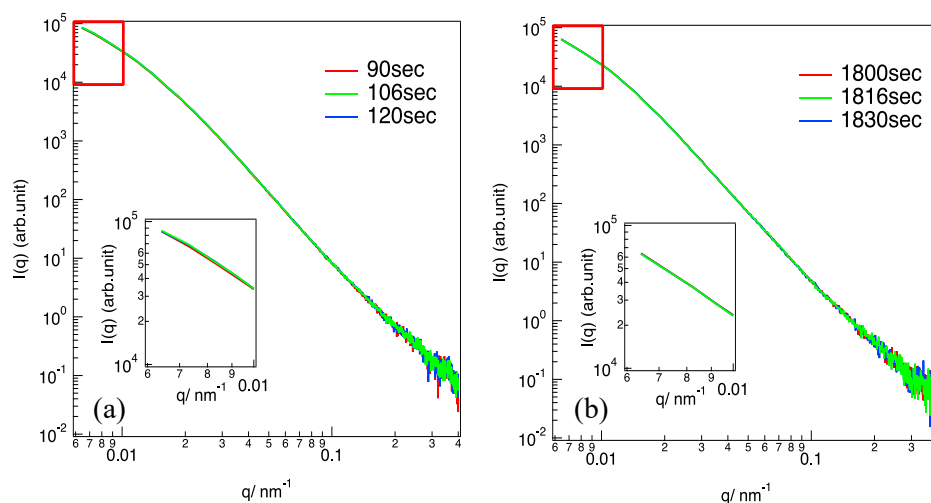 10^5
10^4
10^3
10^2
10^1
10^0
10^-1
10^-2
I(q) (arb.unit)
90sec
106sec
120sec
10^5
8
6
5
4
3
2
10^4
I(q) (arb.unit)
6 7 8 9 0.01
q/ nm^-1
(a)
6 7 8 9 0.01 2 3 4 5 6 7 8 9 0.1 2 3 4
q/ nm^-1
10^5
10^4
10^3
10^2
10^1
10^0
10^-1
10^-2
I(q) (arb.unit)
1800sec
1816sec
1830sec
10^5
8
6
5
4
3
2
10^4
I(q) (arb.unit)
6 7 8 9 0.01
q/ nm^-1
(b)
6 7 8 9 0.01 2 3 4 5 6 7 8 9 0.1 2 3
q/ nm^-1